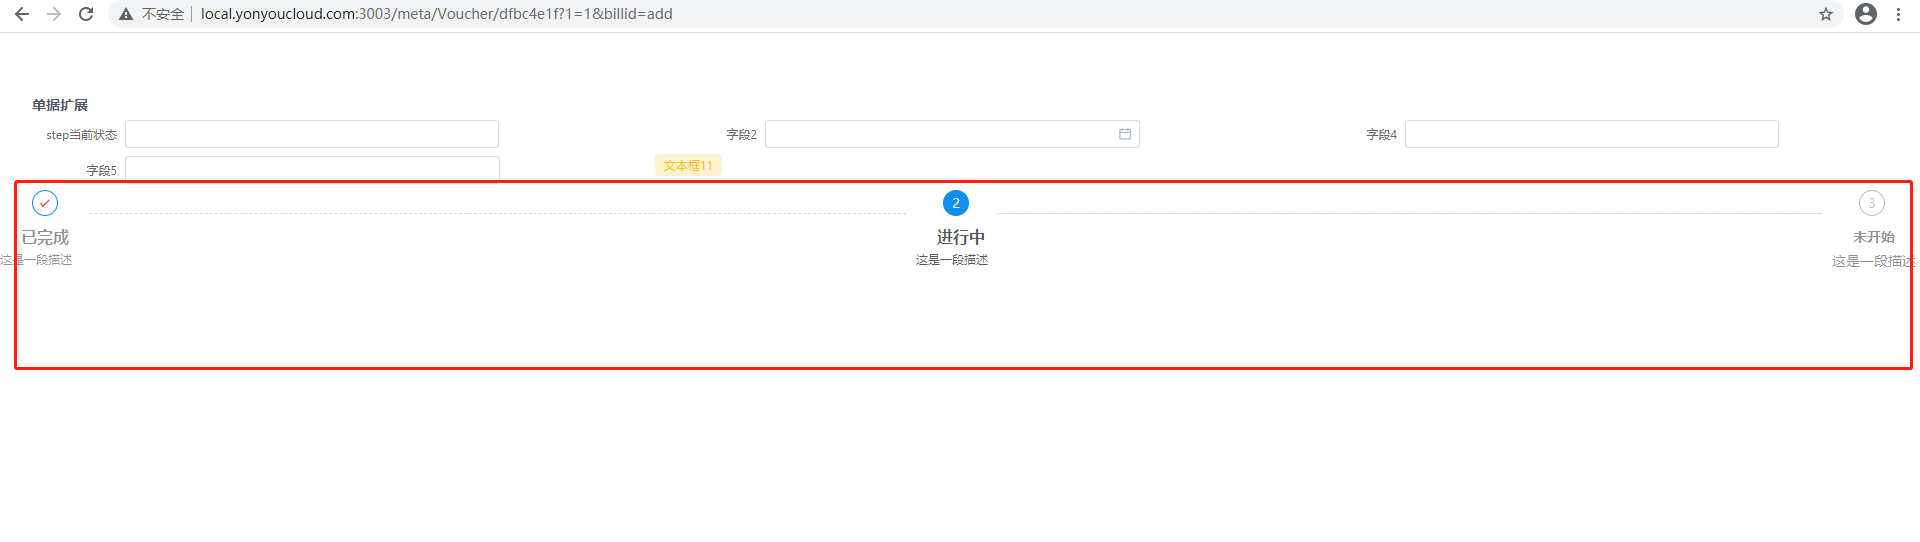 不安全 local.yonyoucloud.com:3003/meta/Voucher/dfbc4e1f?1=1&billid=add
单据扩展
step当前状态 字段2 字段4
字段5 文本框11
2 3
已完成 进行中 未开始
这是一段描述 这是一段描述 这是一段描述